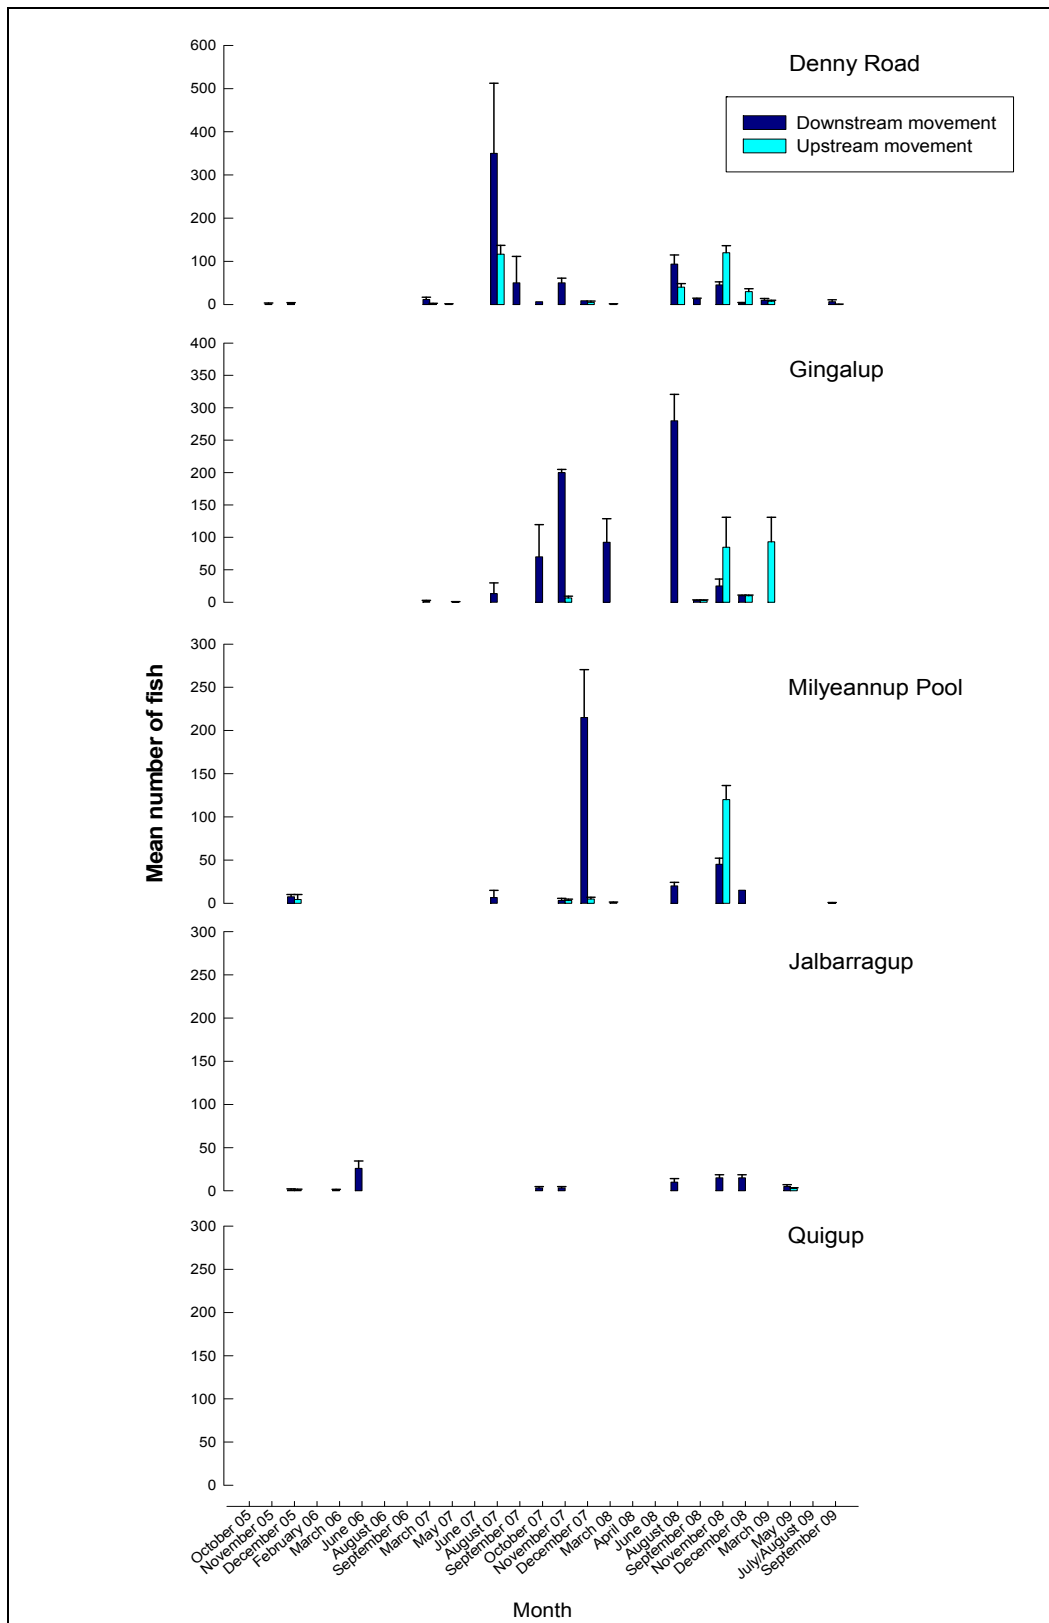 Denny Road
Downstream movement
Upstream movement
600
500
400
300
200
100
0
Gingalup
400
350
300
250
200
150
100
50
0
Milyeannup Pool
300
250
200
150
100
50
0
Jalbarragup
300
250
200
150
100
50
0
Quigup
300
250
200
150
100
50
0
Mean number of fish
October 05
November 05
December 05
February 06
March 06
June 06
August 06
September 06
March 07
May 07
June 07
August 07
September 07
October 07
November 07
December 07
March 08
April 08
June 08
August 08
September 08
November 08
December 08
March 09
May 09
July/August 09
September 09
Month